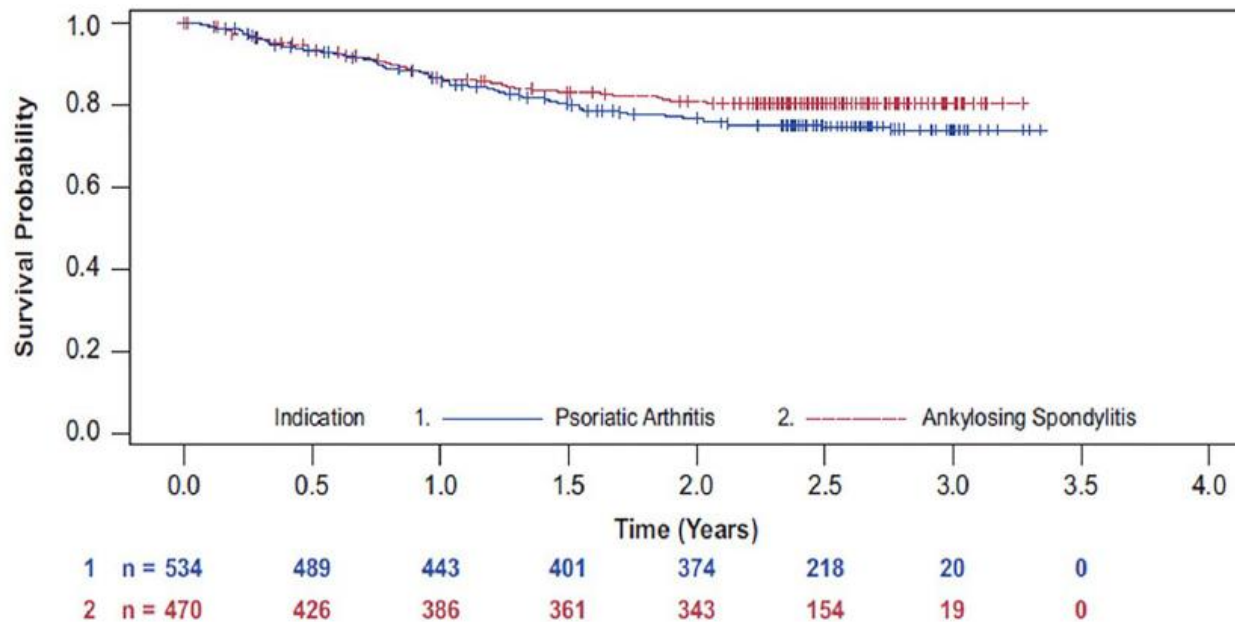 Survival Probability
1.0
0.8
0.6
0.4
0.2
0.0
Indication 1. Psoriatic Arthritis 2. Ankylosing Spondylitis
0.0 0.5 1.0 1.5 2.0 2.5 3.0 3.5 4.0
Time (Years)
1 n = 534 489 443 401 374 218 20 0
2 n = 470 426 386 361 343 154 19 0